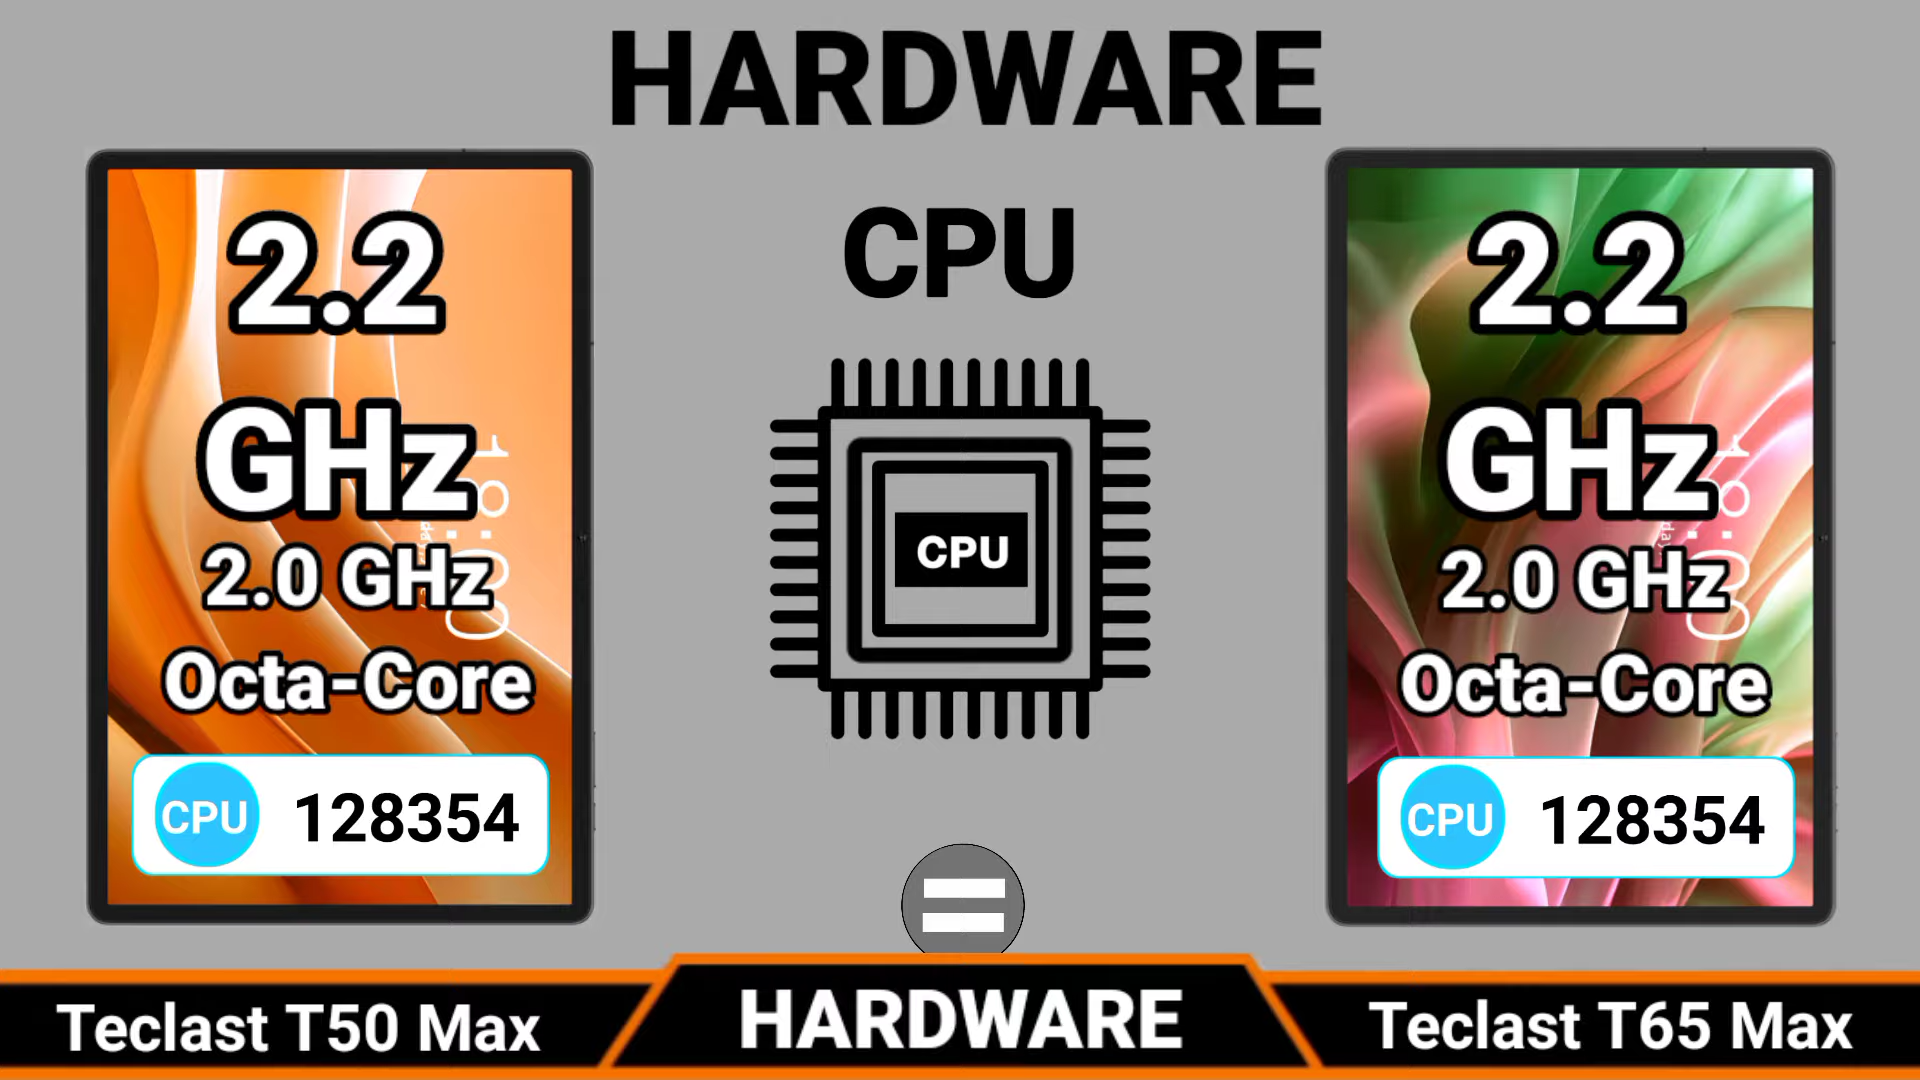 HARDWARE
CPU
2.2
GHz
2.0 GHz
Octa-Core
CPU 128354
CPU
2.2
GHz
2.0 GHz
Octa-Core
CPU 128354
Teclast T50 Max
HARDWARE
Teclast T65 Max